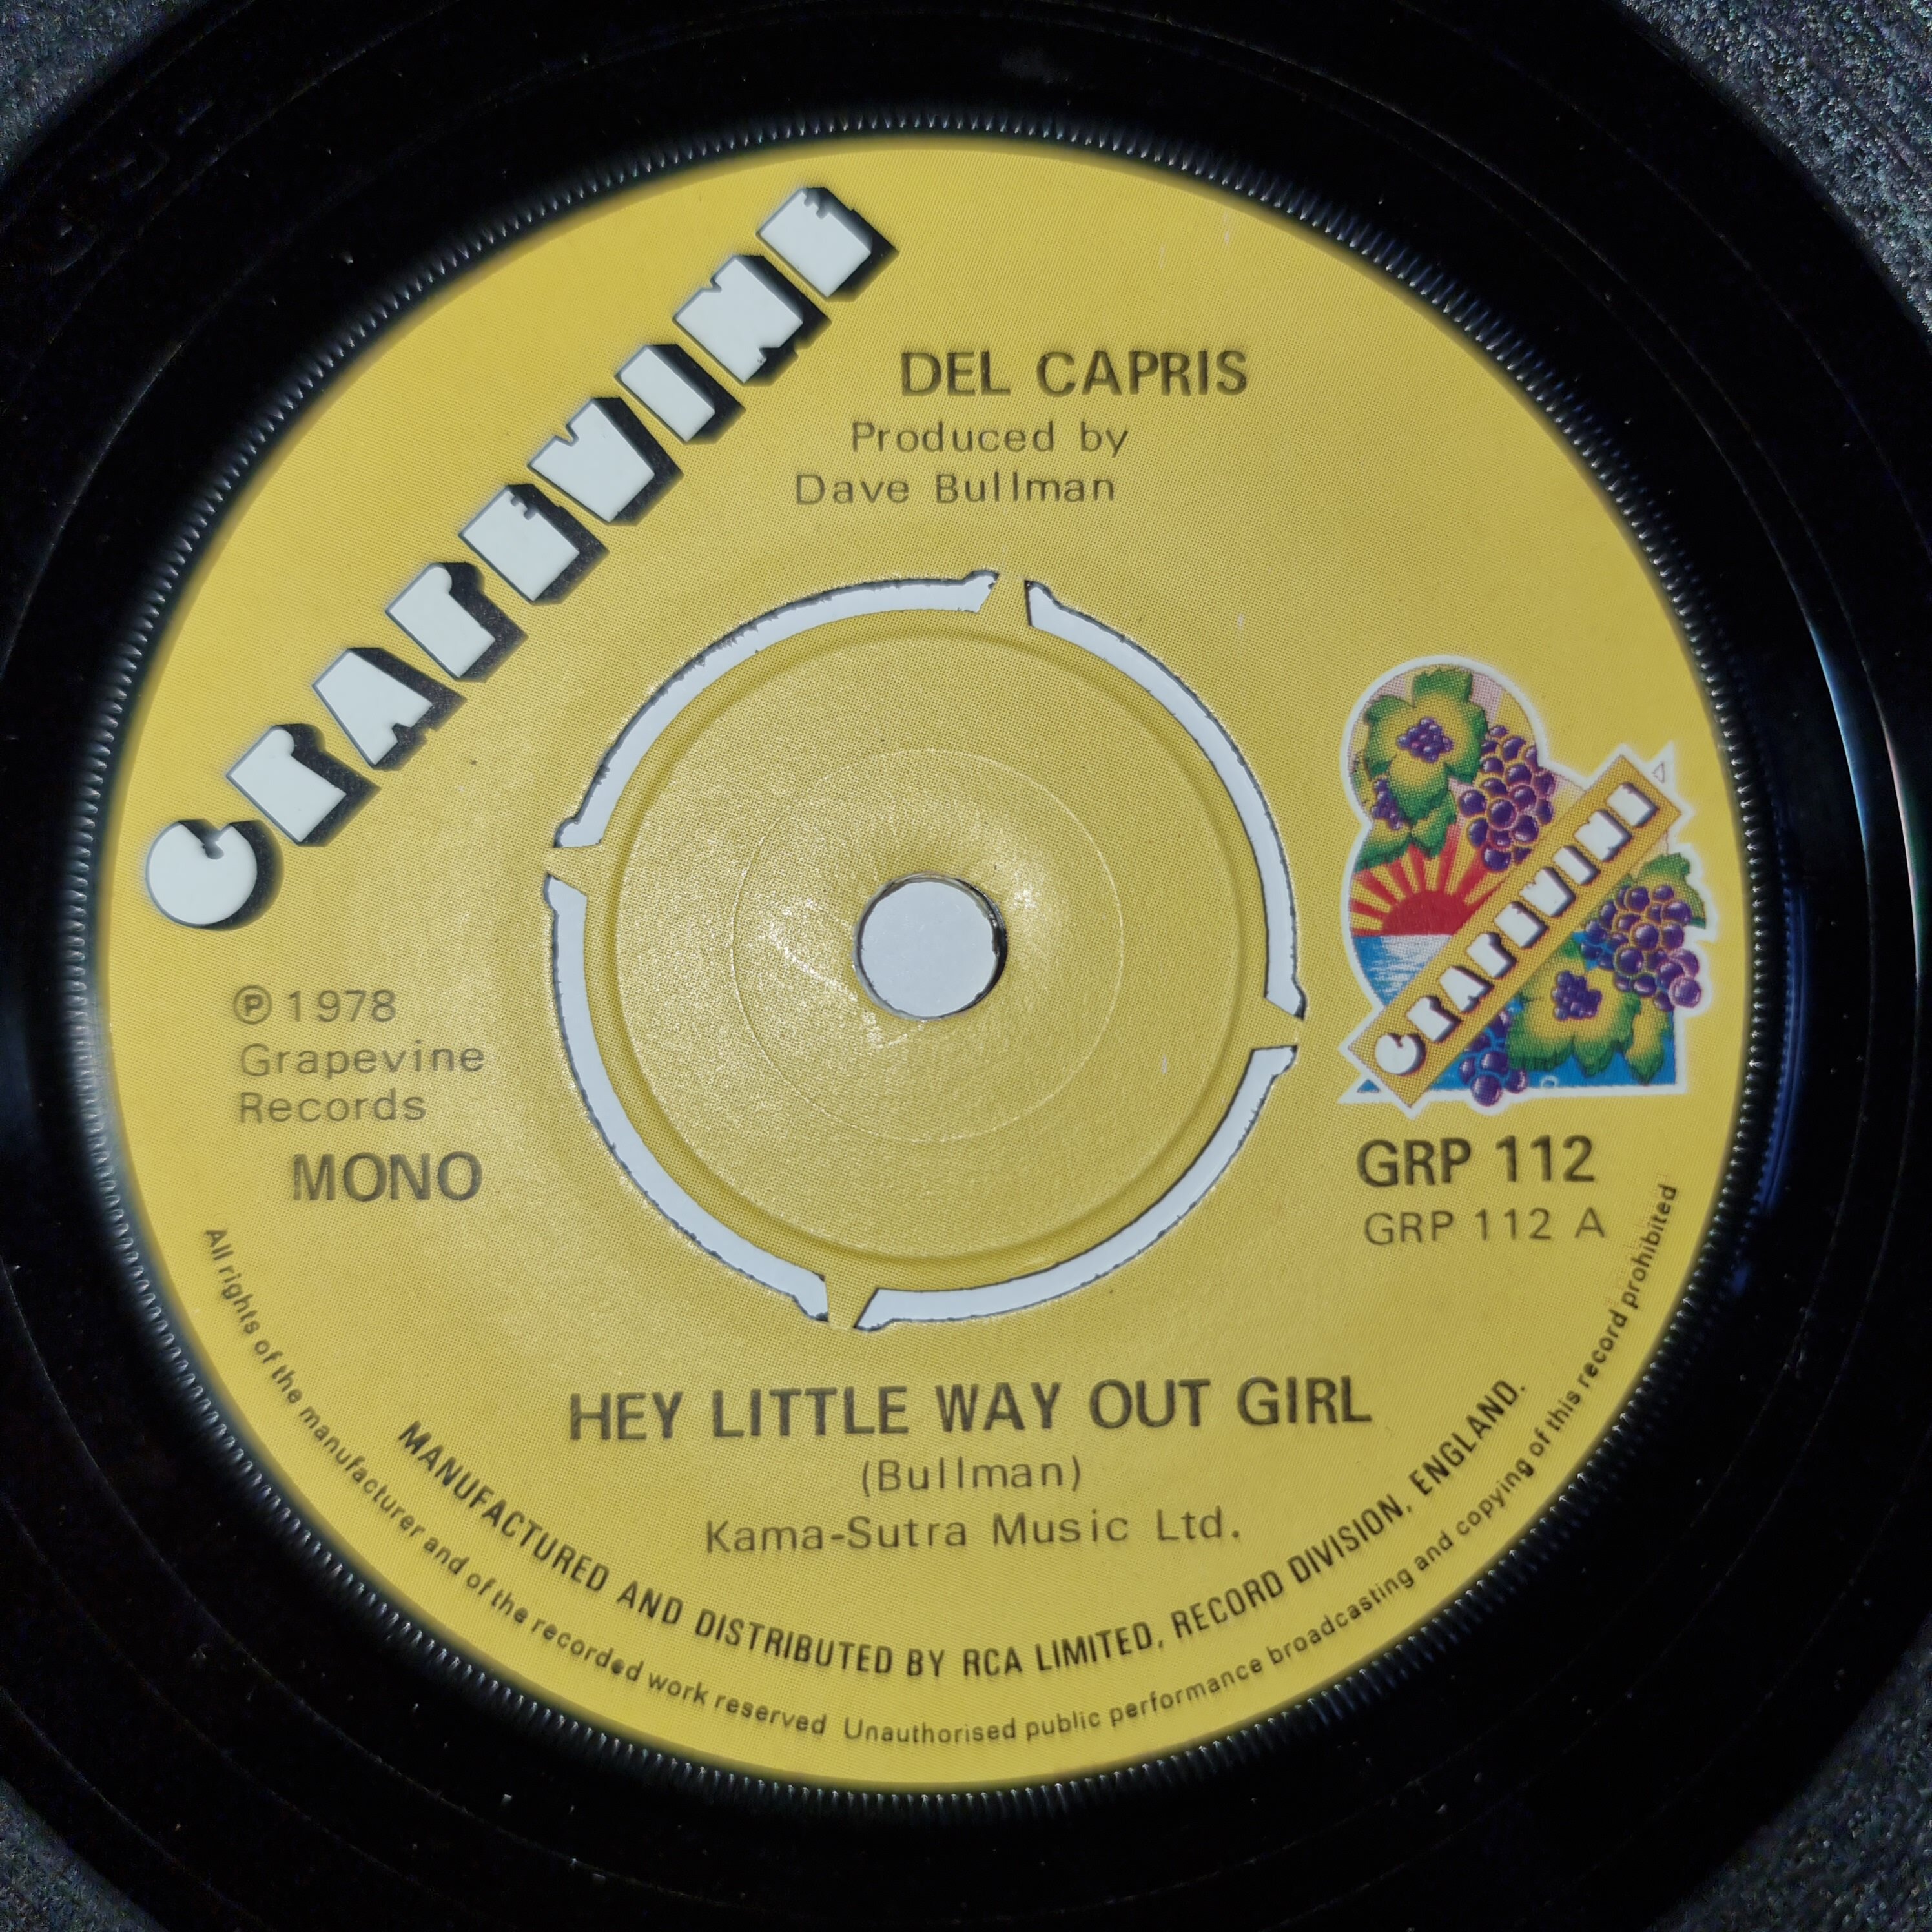 GRAPEVINE
DEL CAPRIS
Produced by
Dave Bullman
GRAPEVINE
℗ 1978
Grapevine
Records
MONO
GRP 112
GRP 112 A
HEY LITTLE WAY OUT GIRL
(Bullman)
Kama-Sutra Music Ltd.
MANUFACTURED AND DISTRIBUTED BY RCA LIMITED, RECORD DIVISION, ENGLAND.
All rights of the manufacturer and of the recorded work reserved Unauthorised public performance broadcasting and copying of this record prohibited